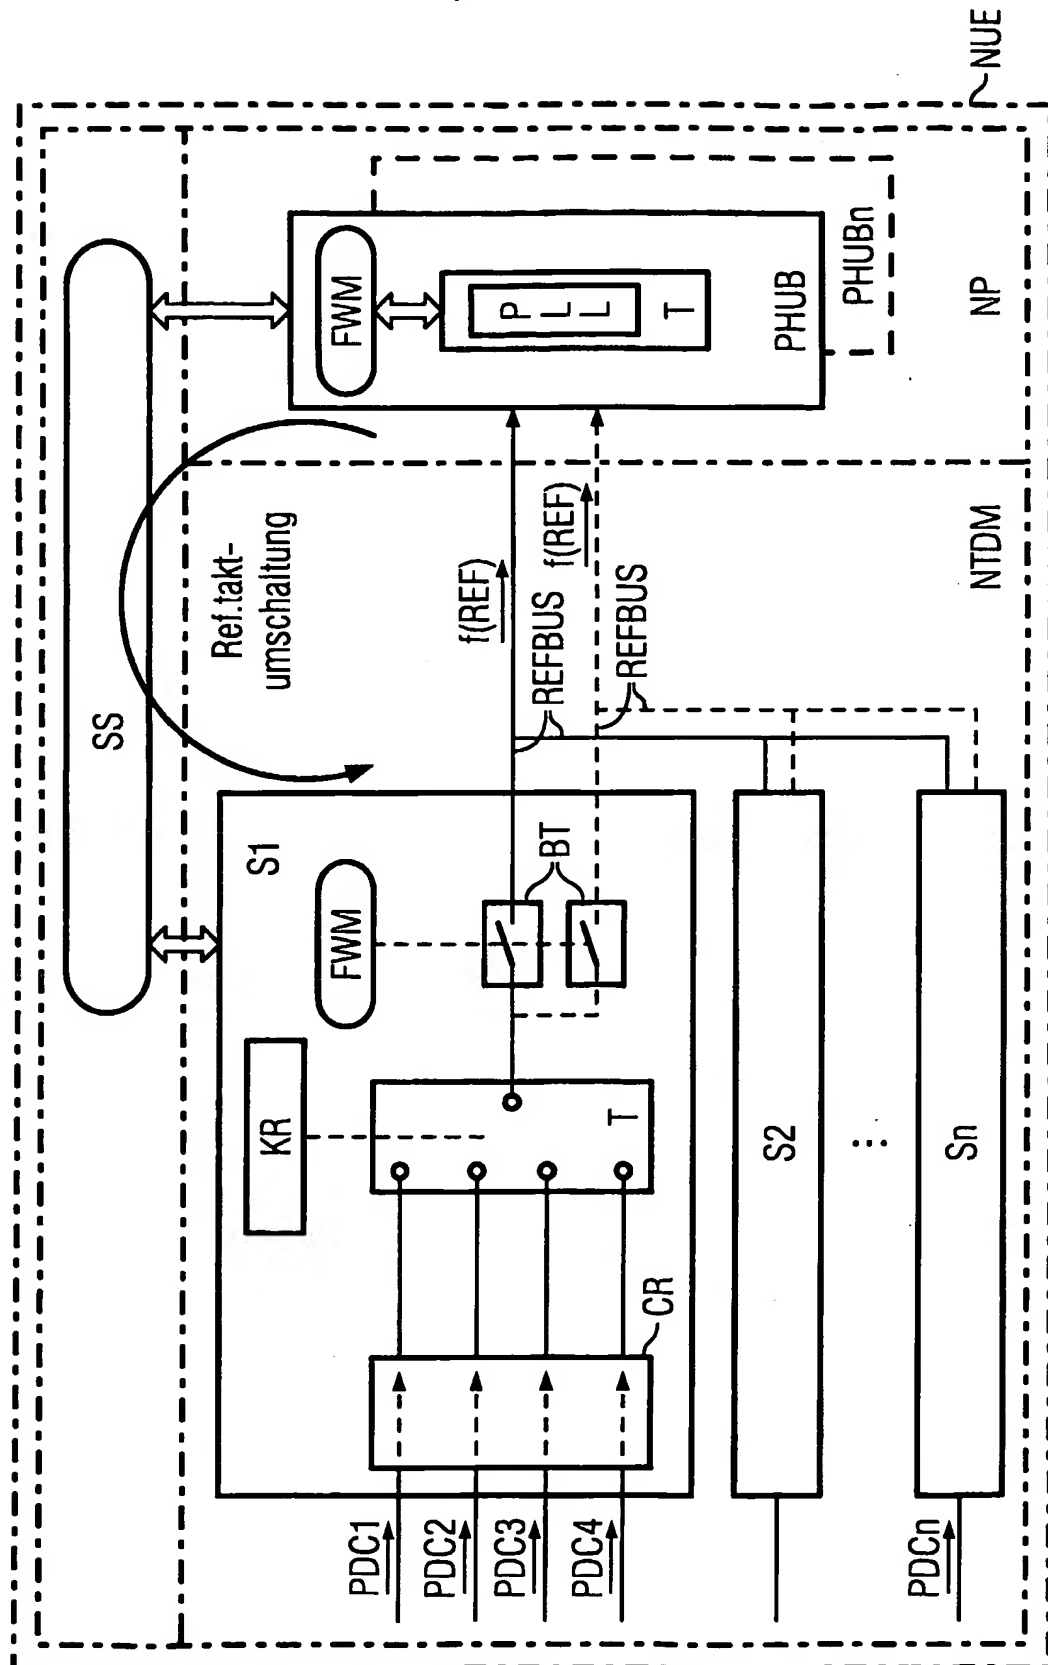 NUE
SS
Ref.takt-
umschaltung
S1
FWM
KR
BT
T
CR
PDC1
PDC2
PDC3
PDC4
f(REF)
REFBUS
f(REF)
REFBUS
FWM
PLL
T
PHUB
PHUBn
NP
NTDM
S2
...
Sn
PDCn